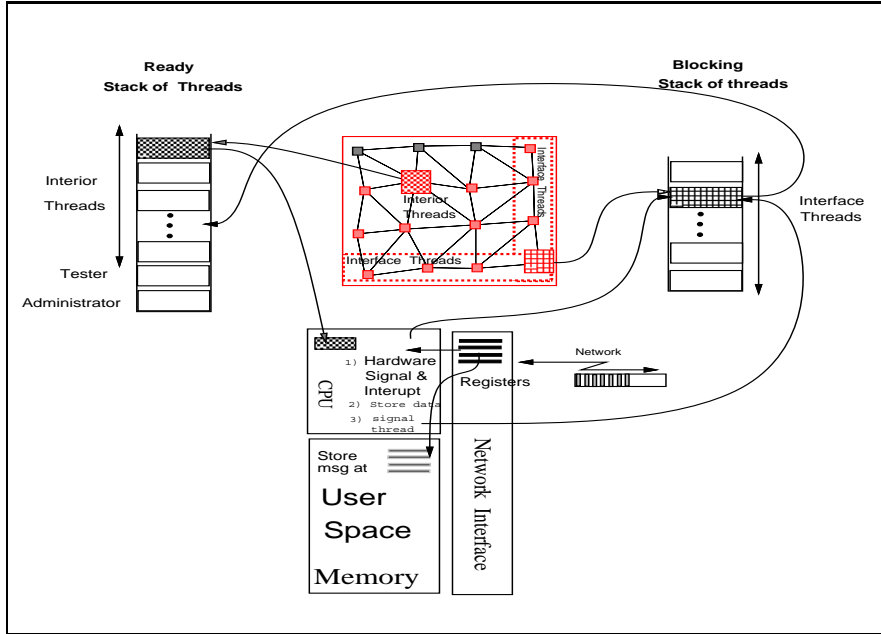 Ready
Stack of Threads
Blocking
Stack of threads
Interior
Threads
Tester
Administrator
Interior
Threads
Interface Threads
Interface Threads
Interface
Threads
CPU
1) Hardware
Signal &
Interupt
2) Store data
3) signal
thread
Registers
Network
Network Interface
Store
msg at
User
Space
Memory